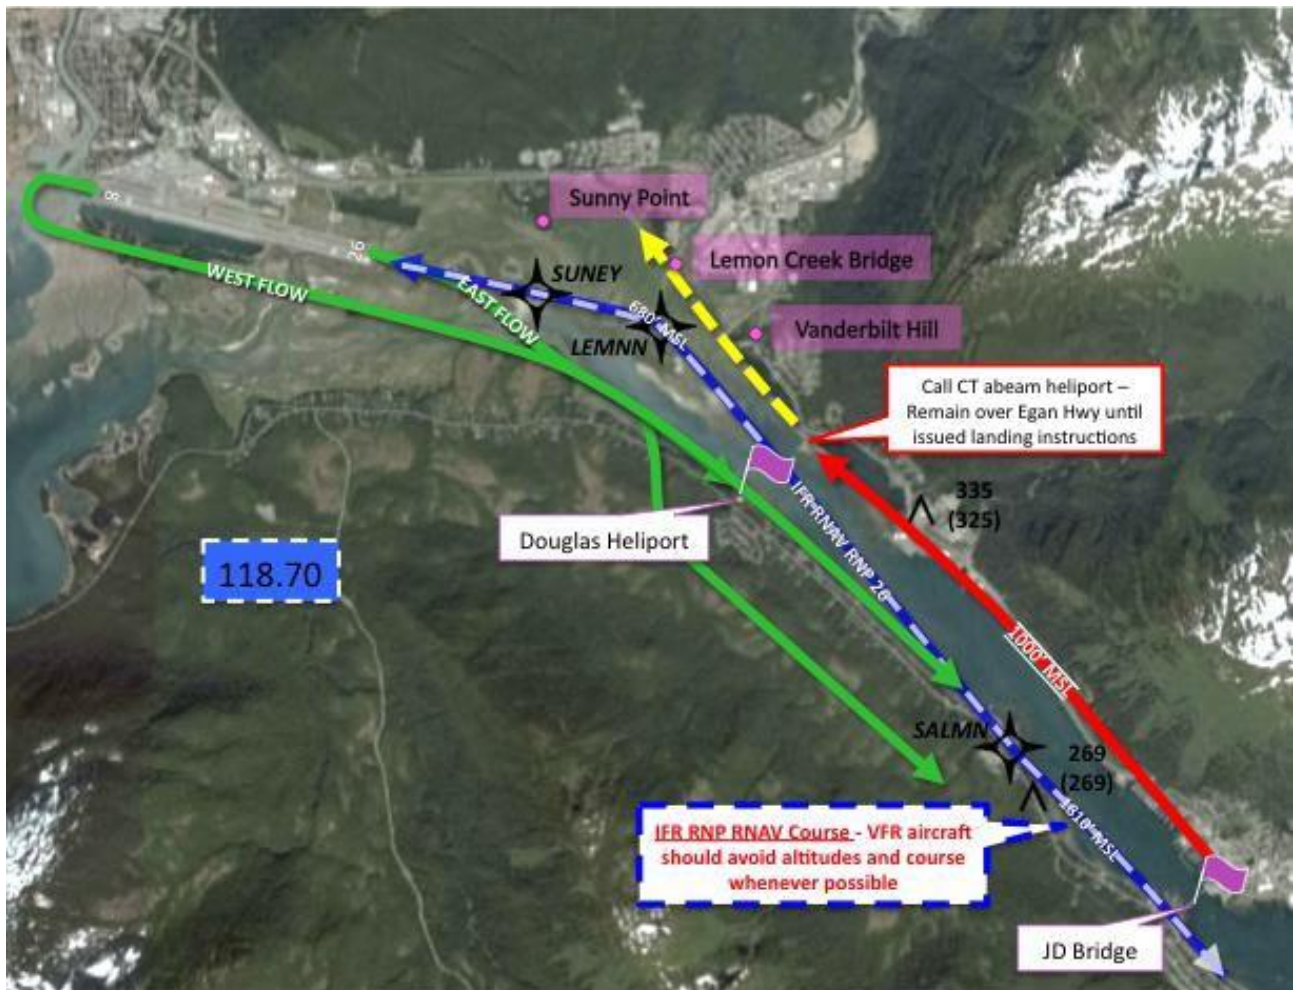 Sunny Point
8
26
SUNEY
Lemon Creek Bridge
WEST FLOW
EAST FLOW
680' MSL
LEMNN
Vanderbilt Hill
Call CT abeam heliport –
Remain over Egan Hwy until
issued landing instructions
335
(325)
IFR RNAV RNP 26
Douglas Heliport
118.70
1000' MSL
SALMN
269
(269)
1810' MSL
IFR RNP RNAV Course - VFR aircraft
should avoid altitudes and course
whenever possible
JD Bridge